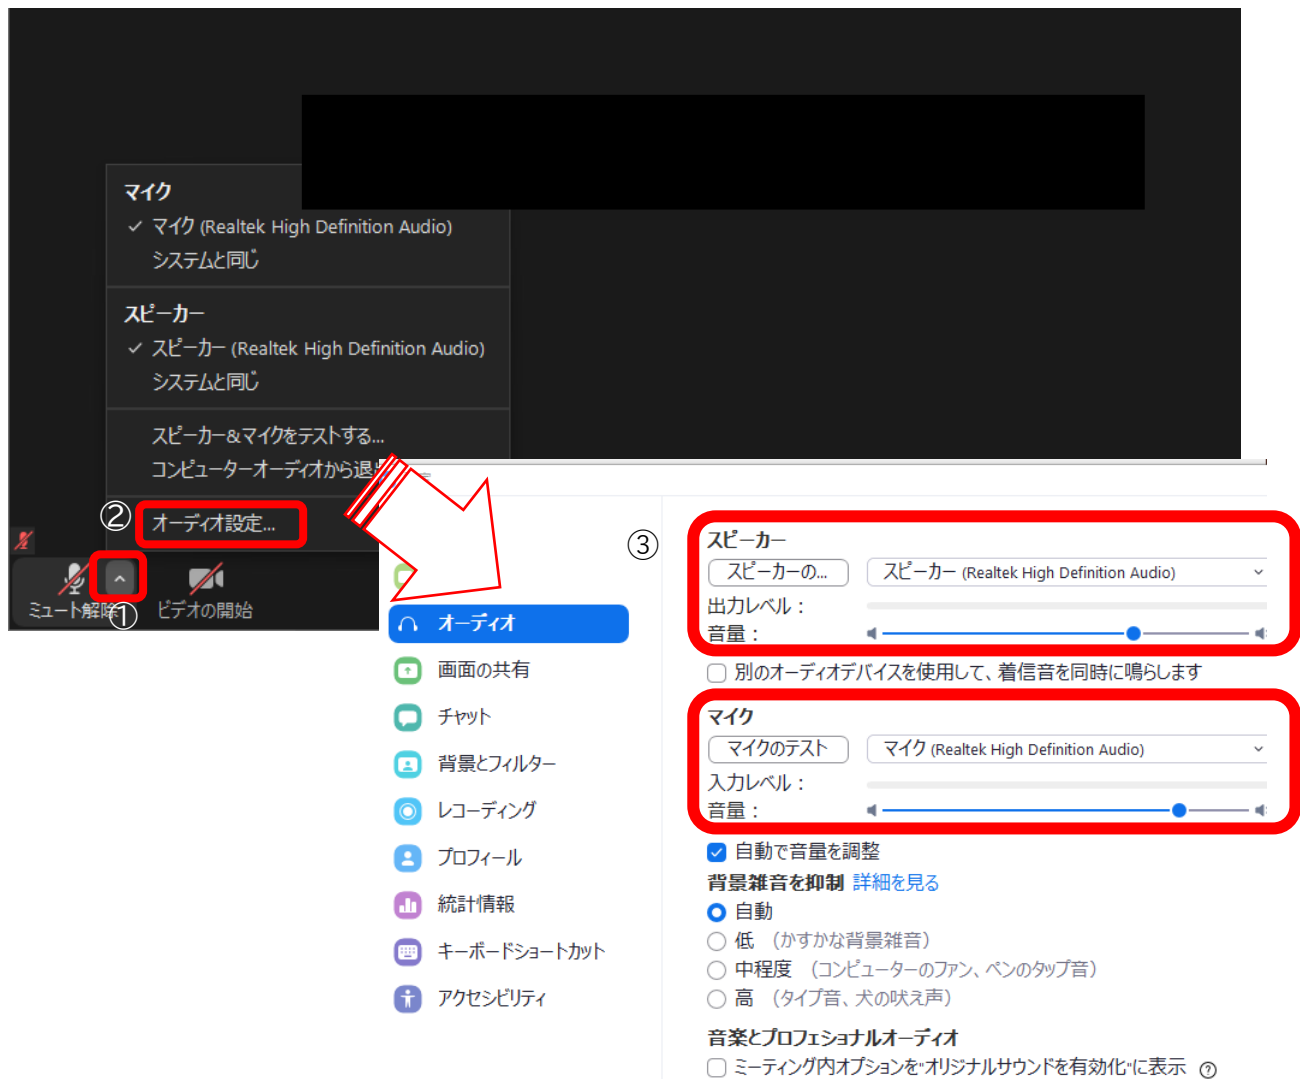 マイク
マイク (Realtek High Definition Audio)
システムと同じ
スピーカー
スピーカー (Realtek High Definition Audio)
システムと同じ
スピーカー&マイクをテストする...
コンピューターオーディオから退
② オーディオ設定...
ミュート解除
①
ビデオの開始
オーディオ
画面の共有
チャット
背景とフィルター
レコーディング
プロフィール
統計情報
キーボードショートカット
アクセシビリティ
③
スピーカー
スピーカーの... スピーカー (Realtek High Definition Audio)
出力レベル：
音量：
別のオーディオデバイスを使用して、着信音を同時に鳴らします
マイク
マイクのテスト マイク (Realtek High Definition Audio)
入力レベル：
音量：
自動で音量を調整
背景雑音を抑制 詳細を見る
自動
低 （かすかな背景雑音）
中程度 （コンピューターのファン、ペンのタップ音）
高 （タイプ音、犬の吠え声）
音楽とプロフェショナルオーディオ
ミーティング内オプションを"オリジナルサウンドを有効化"に表示